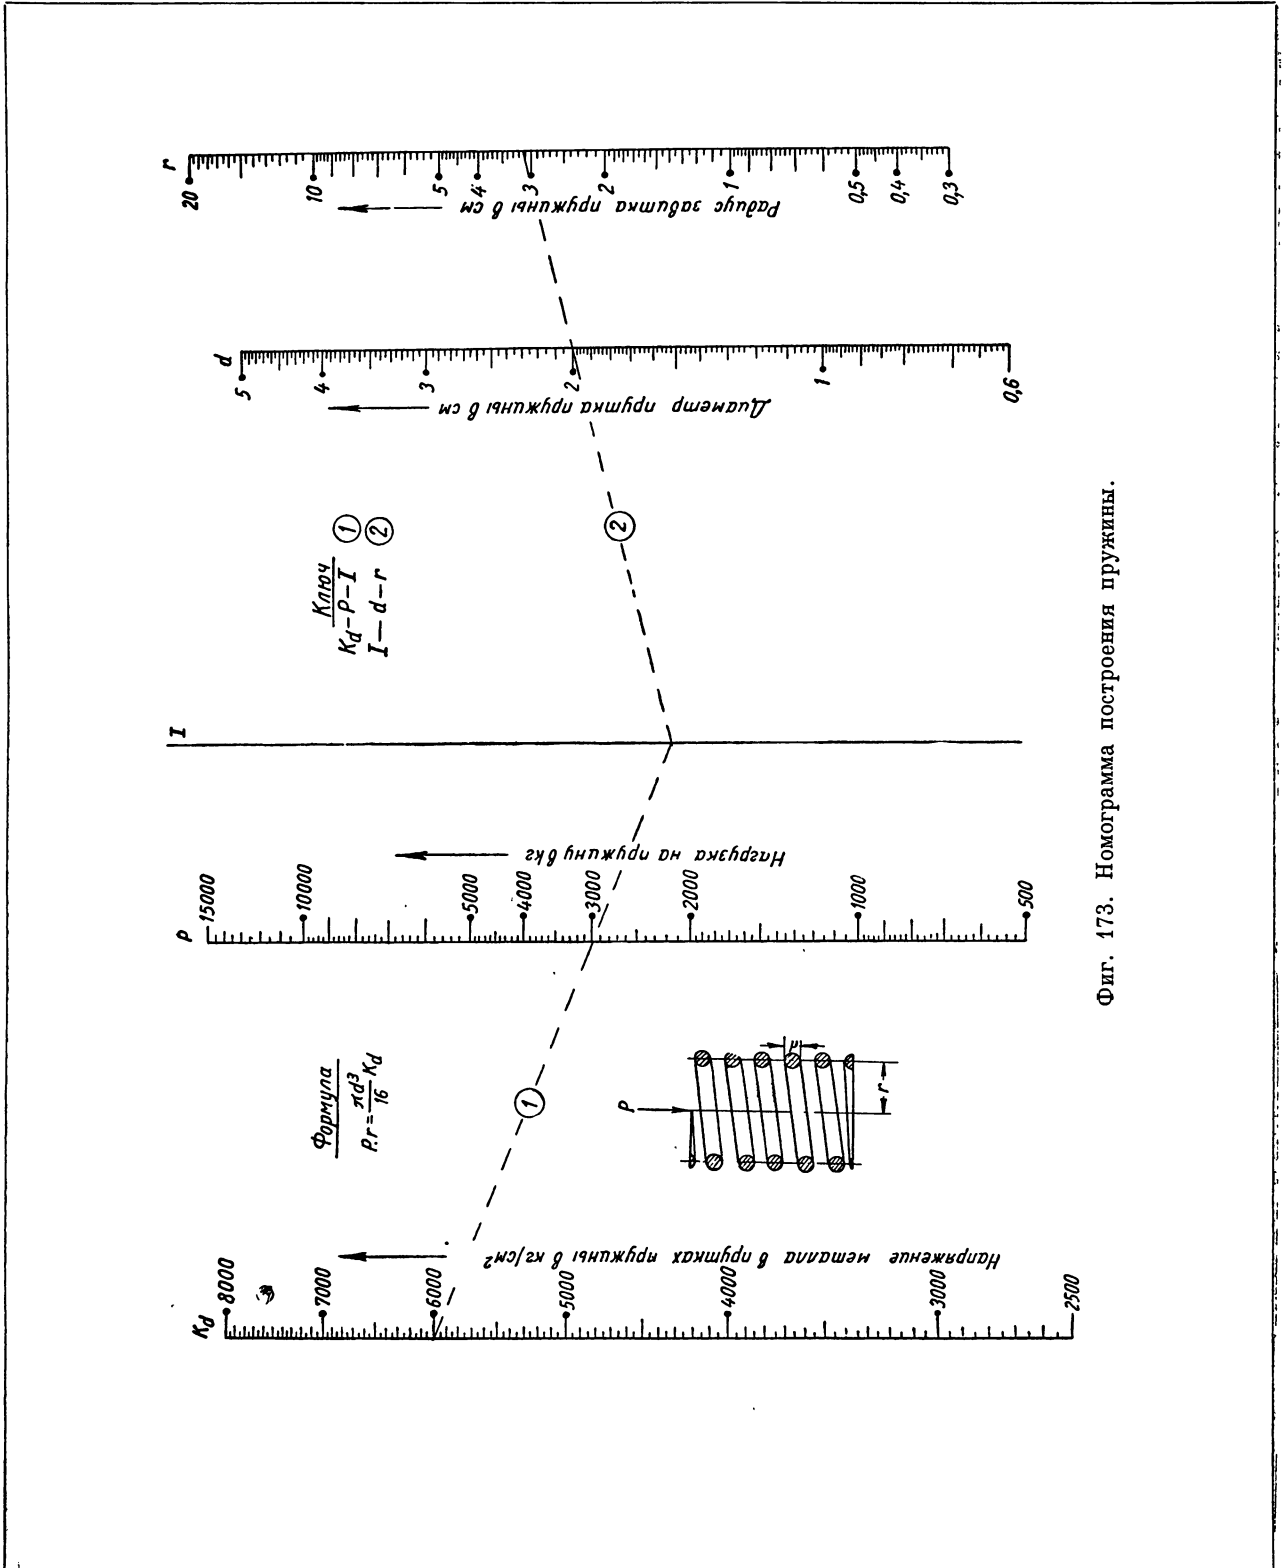 Формула
P.r = πd³/16 Kd
Ключ
Kd – P – I ①
I — d – r ②
Kd
8000
7000
6000
5000
4000
3000
2500
Напряжение металла в прутках пружины в кг/см²
①
P
d
r
P
15000
10000
5000
4000
3000
2000
1000
500
Нагрузка на пружину в кг
I
②
d
5
4
3
2
1
0,6
Диаметр прутка пружины в см
r
20
10
5
4
3
2
1
0,5
0,4
0,3
Радиус завитка пружины в см
Фиг. 173. Номограмма построения пружины.